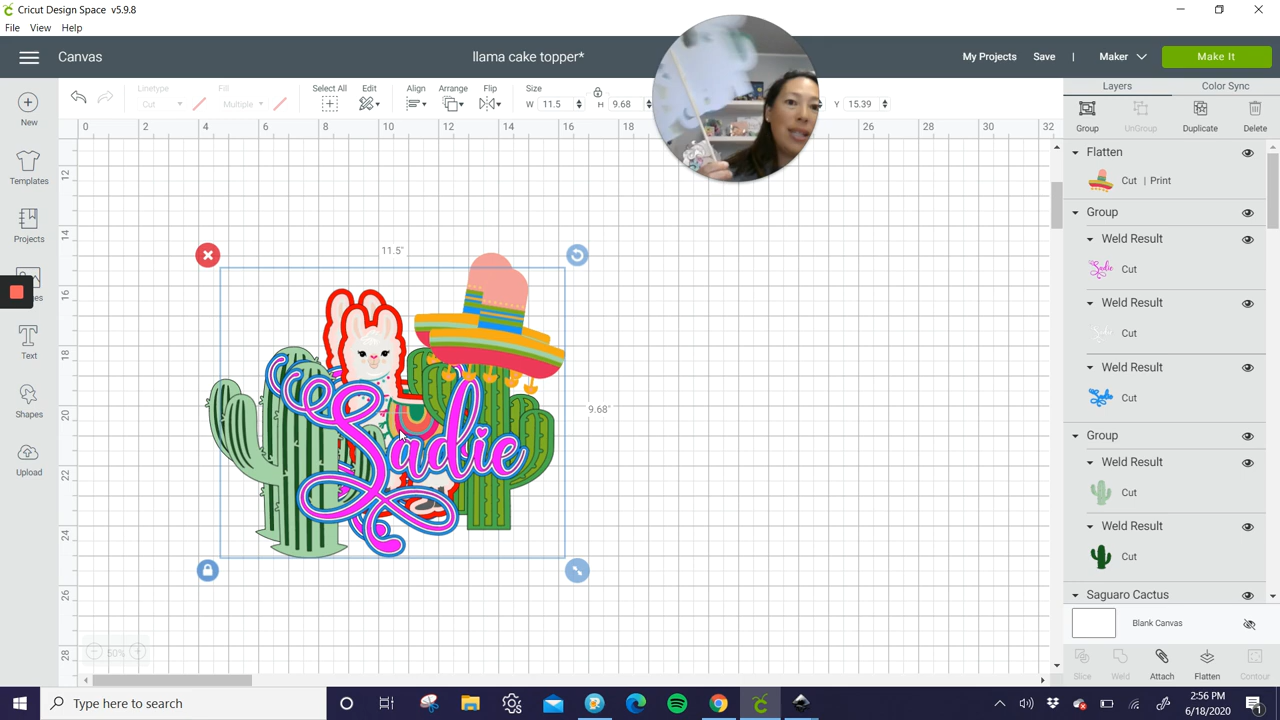 Cricut Design Space v5.9.8
File View Help
Canvas
llama cake topper*
My Projects Save | Maker Make It
Linetype Fill Select All Edit Align Arrange Flip Size
Cut Multiple W 11.5 H 9.68 Y 15.39
Layers Color Sync
Group UnGroup Duplicate Delete
0 2 4 6 8 10 12 14 16 18 26 28 30 32
12
14
16
18
20
22
24
26
28
New
Templates
Projects
Text
Shapes
Upload
11.5"
9.68"
Sadie
50%
Flatten
Cut | Print
Group
Weld Result
Sadie Cut
Weld Result
Cut
Weld Result
Cut
Group
Weld Result
Cut
Weld Result
Cut
Saguaro Cactus
Blank Canvas
Slice Weld Attach Flatten Contour
Type here to search
2:56 PM
6/18/2020